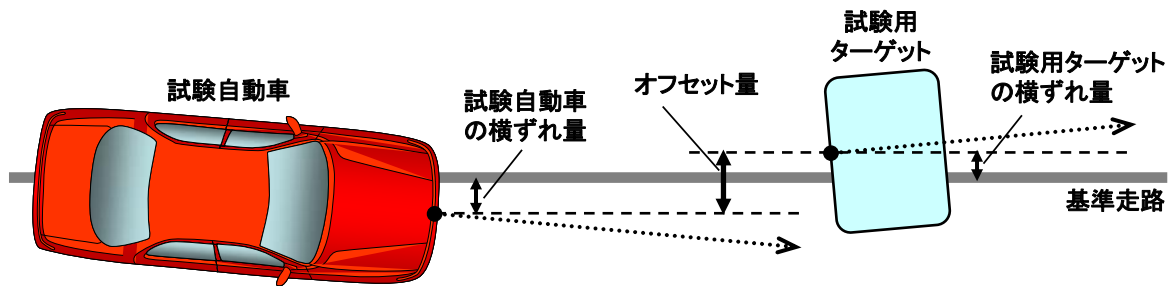 試験自動車
試験自動車
の横ずれ量
オフセット量
試験用
ターゲット
試験用ターゲット
の横ずれ量
基準走路